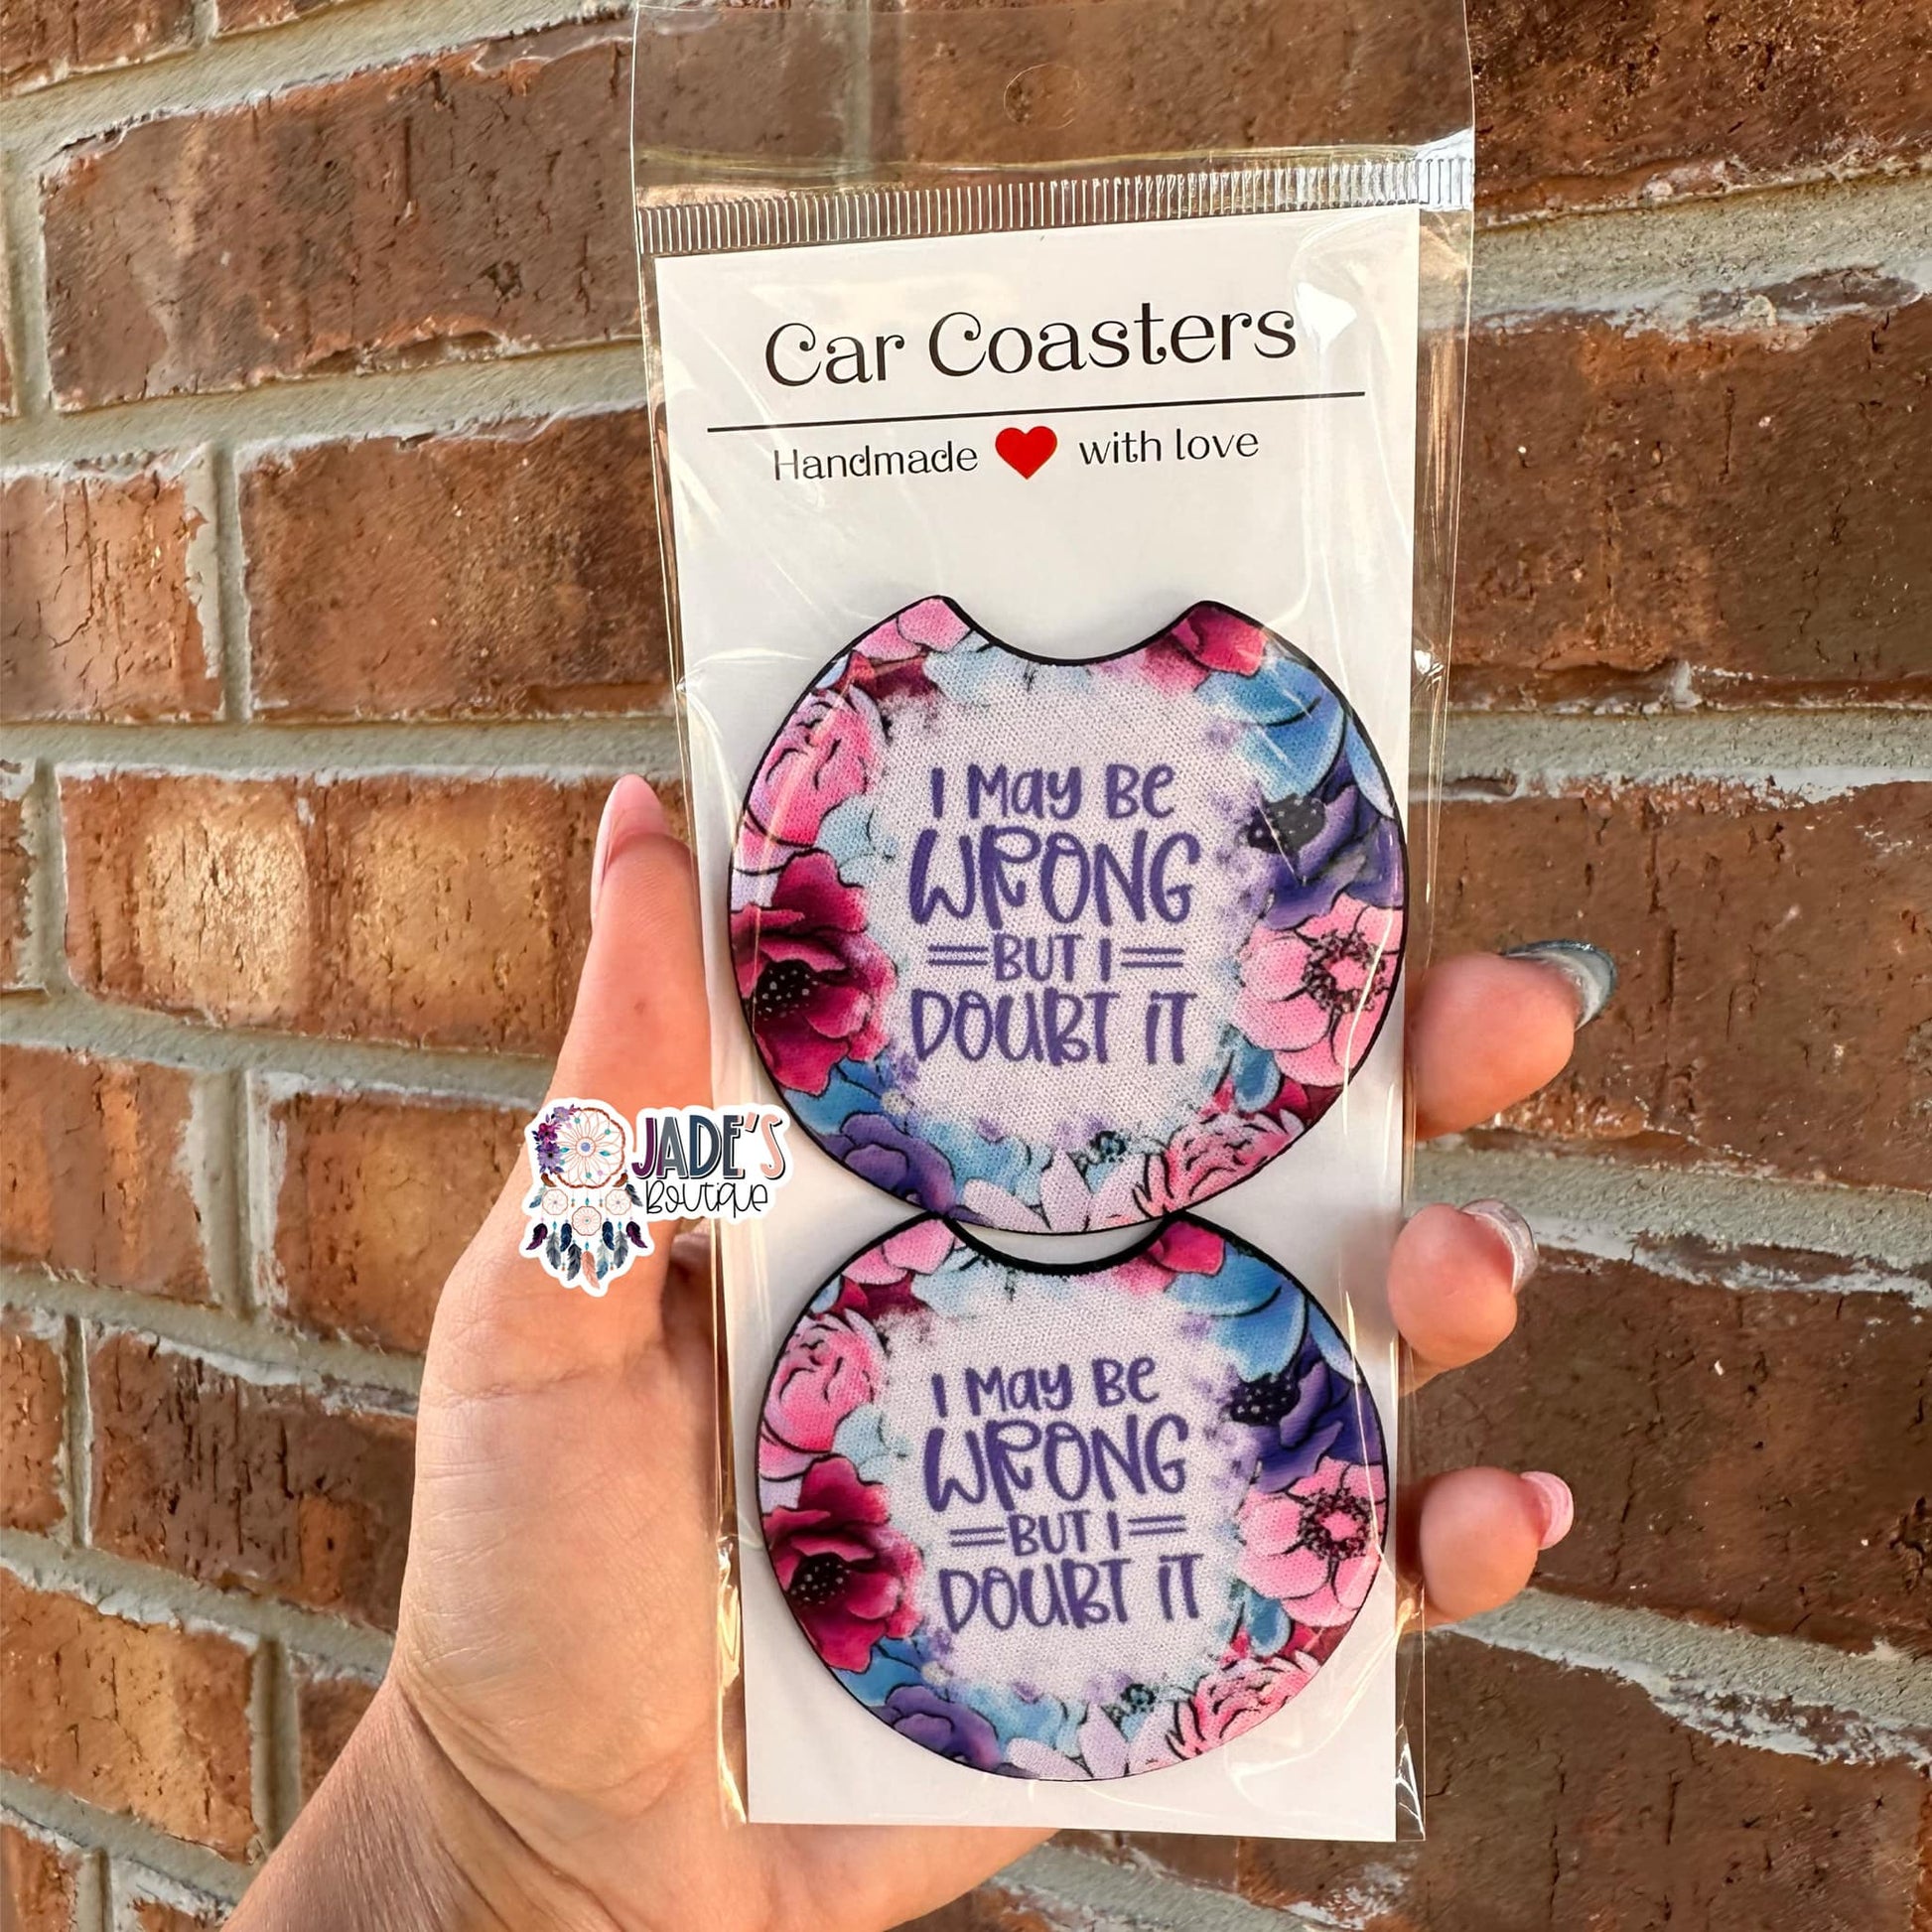 Car Coasters
Handmade with love
I MAY BE
WRONG
BUT I
DOUBT IT
JADE'S
Boutique
I MAY BE
WRONG
BUT I
DOUBT IT